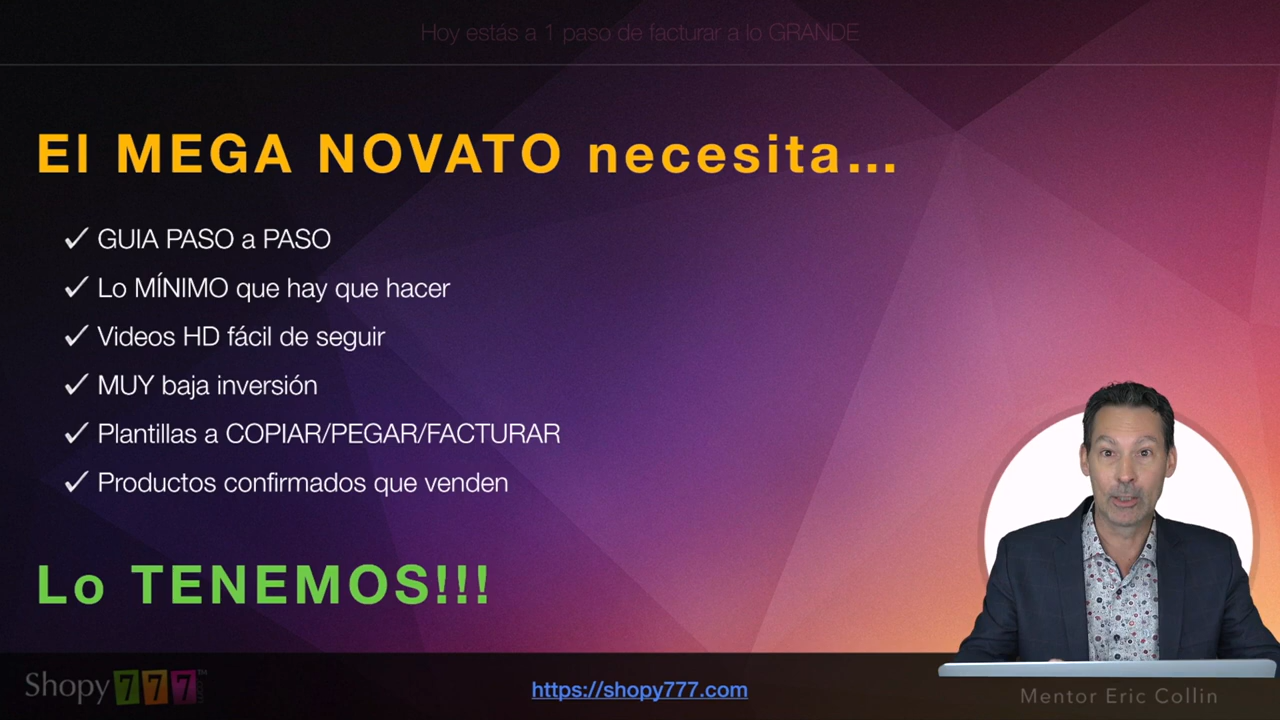 Hoy estás a 1 paso de facturar a lo GRANDE
El MEGA NOVATO necesita...
✓ GUIA PASO a PASO
✓ Lo MÍNIMO que hay que hacer
✓ Videos HD fácil de seguir
✓ MUY baja inversión
✓ Plantillas a COPIAR/PEGAR/FACTURAR
✓ Productos confirmados que venden
Lo TENEMOS!!!
Shopy777™
https://shopy777.com
Mentor Eric Collin